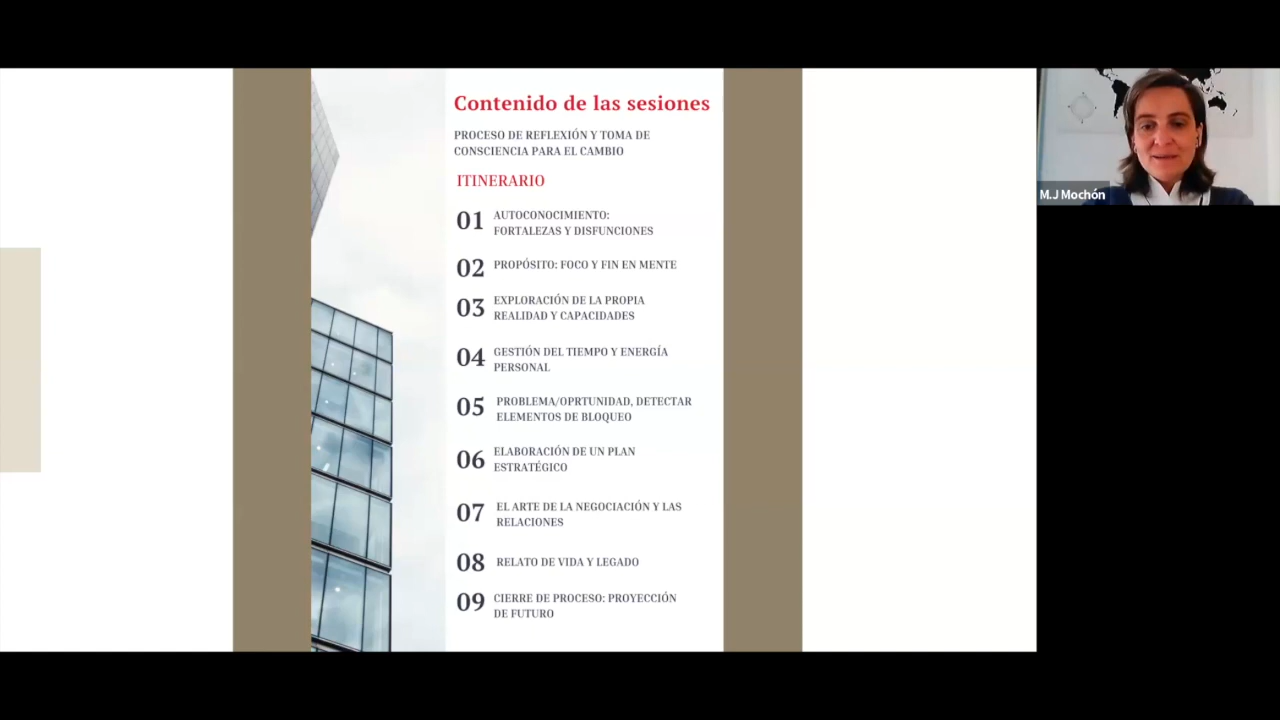 Contenido de las sesiones
PROCESO DE REFLEXIÓN Y TOMA DE
CONSCIENCIA PARA EL CAMBIO
ITINERARIO
01 AUTOCONOCIMIENTO:
FORTALEZAS Y DISFUNCIONES
02 PROPÓSITO: FOCO Y FIN EN MENTE
03 EXPLORACIÓN DE LA PROPIA
REALIDAD Y CAPACIDADES
04 GESTIÓN DEL TIEMPO Y ENERGÍA
PERSONAL
05 PROBLEMA/OPRTUNIDAD, DETECTAR
ELEMENTOS DE BLOQUEO
06 ELABORACIÓN DE UN PLAN
ESTRATÉGICO
07 EL ARTE DE LA NEGOCIACIÓN Y LAS
RELACIONES
08 RELATO DE VIDA Y LEGADO
09 CIERRE DE PROCESO: PROYECCIÓN
DE FUTURO
M.J Mochón